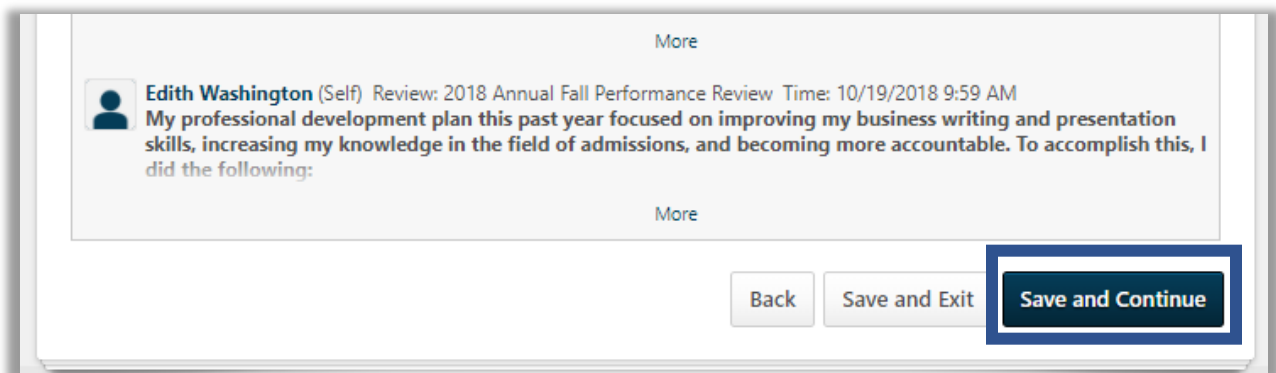 More
Edith Washington (Self) Review: 2018 Annual Fall Performance Review Time: 10/19/2018 9:59 AM
My professional development plan this past year focused on improving my business writing and presentation
skills, increasing my knowledge in the field of admissions, and becoming more accountable. To accomplish this, I
did the following:
More
Back Save and Exit Save and Continue